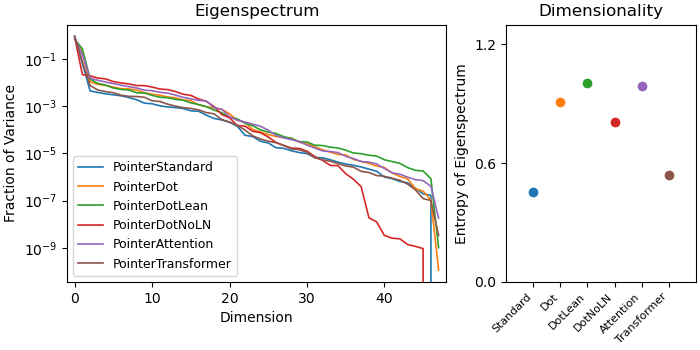 Eigenspectrum
Fraction of Variance
10⁻¹
10⁻³
10⁻⁵
10⁻⁷
10⁻⁹
PointerStandard
PointerDot
PointerDotLean
PointerDotNoLN
PointerAttention
PointerTransformer
0
10
20
30
40
Dimension
Dimensionality
Entropy of Eigenspectrum
1.2
0.6
0.0
Standard
Dot
DotLean
DotNoLN
Attention
Transformer